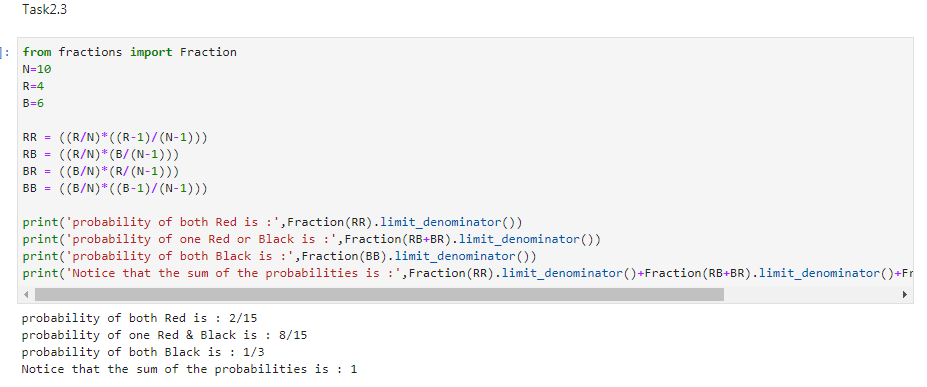 Task2.3
]: from fractions import Fraction
N=10
R=4
B=6
RR = ((R/N)*((R-1)/(N-1)))
RB = ((R/N)*(B/(N-1)))
BR = ((B/N)*(R/(N-1)))
BB = ((B/N)*((B-1)/(N-1)))
print('probability of both Red is :',Fraction(RR).limit_denominator())
print('probability of one Red or Black is :',Fraction(RB+BR).limit_denominator())
print('probability of both Black is :',Fraction(BB).limit_denominator())
print('Notice that the sum of the probabilities is :',Fraction(RR).limit_denominator()+Fraction(RB+BR).limit_denominator()+Fr
probability of both Red is : 2/15
probability of one Red & Black is : 8/15
probability of both Black is : 1/3
Notice that the sum of the probabilities is : 1